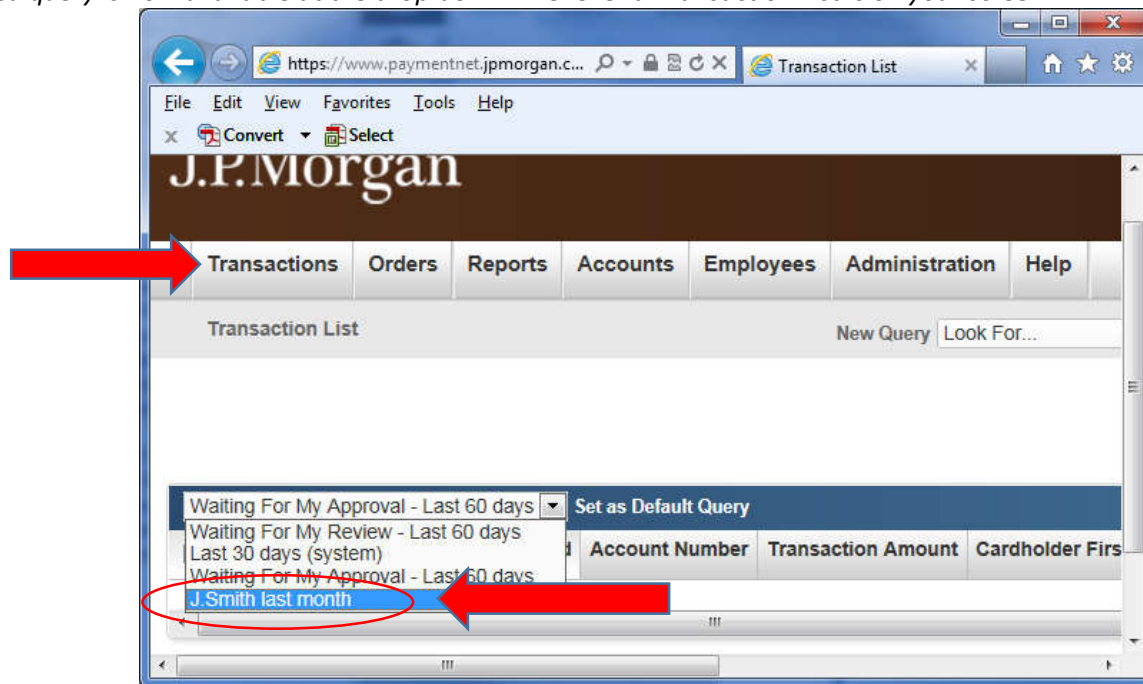 https://www.paymentnet.jpmorgan.c...
Transaction List
File Edit View Favorites Tools Help
x Convert Select
J.P.Morgan
Transactions Orders Reports Accounts Employees Administration Help
Transaction List
New Query Look For...
Waiting For My Approval - Last 60 days Set as Default Query
Waiting For My Review - Last 60 days
Account Number Transaction Amount Cardholder Firs
Last 30 days (system)
Waiting For My Approval - Last 60 days
J.Smith last month